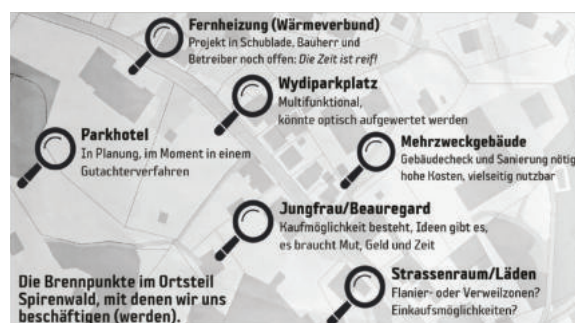 Fernheizung (Wärmeverbund)
Projekt in Schublade, Bauherr und
Betreiber noch offen: Die Zeit ist reif!
Wydiparkplatz
Multifunktional,
könnte optisch aufgewertet werden
Parkhotel
In Planung, im Moment in einem
Gutachterverfahren
Mehrzweckgebäude
Gebäudecheck und Sanierung nötig
hohe Kosten, vielseitig nutzbar
Jungfrau/Beauregard
Kaufmöglichkeit besteht, Ideen gibt es,
es braucht Mut, Geld und Zeit
Strassenraum/Läden
Flanier- oder Verweilzonen?
Einkaufsmöglichkeiten?
Die Brennpunkte im Ortsteil
Spirenwald, mit denen wir uns
beschäftigen (werden).